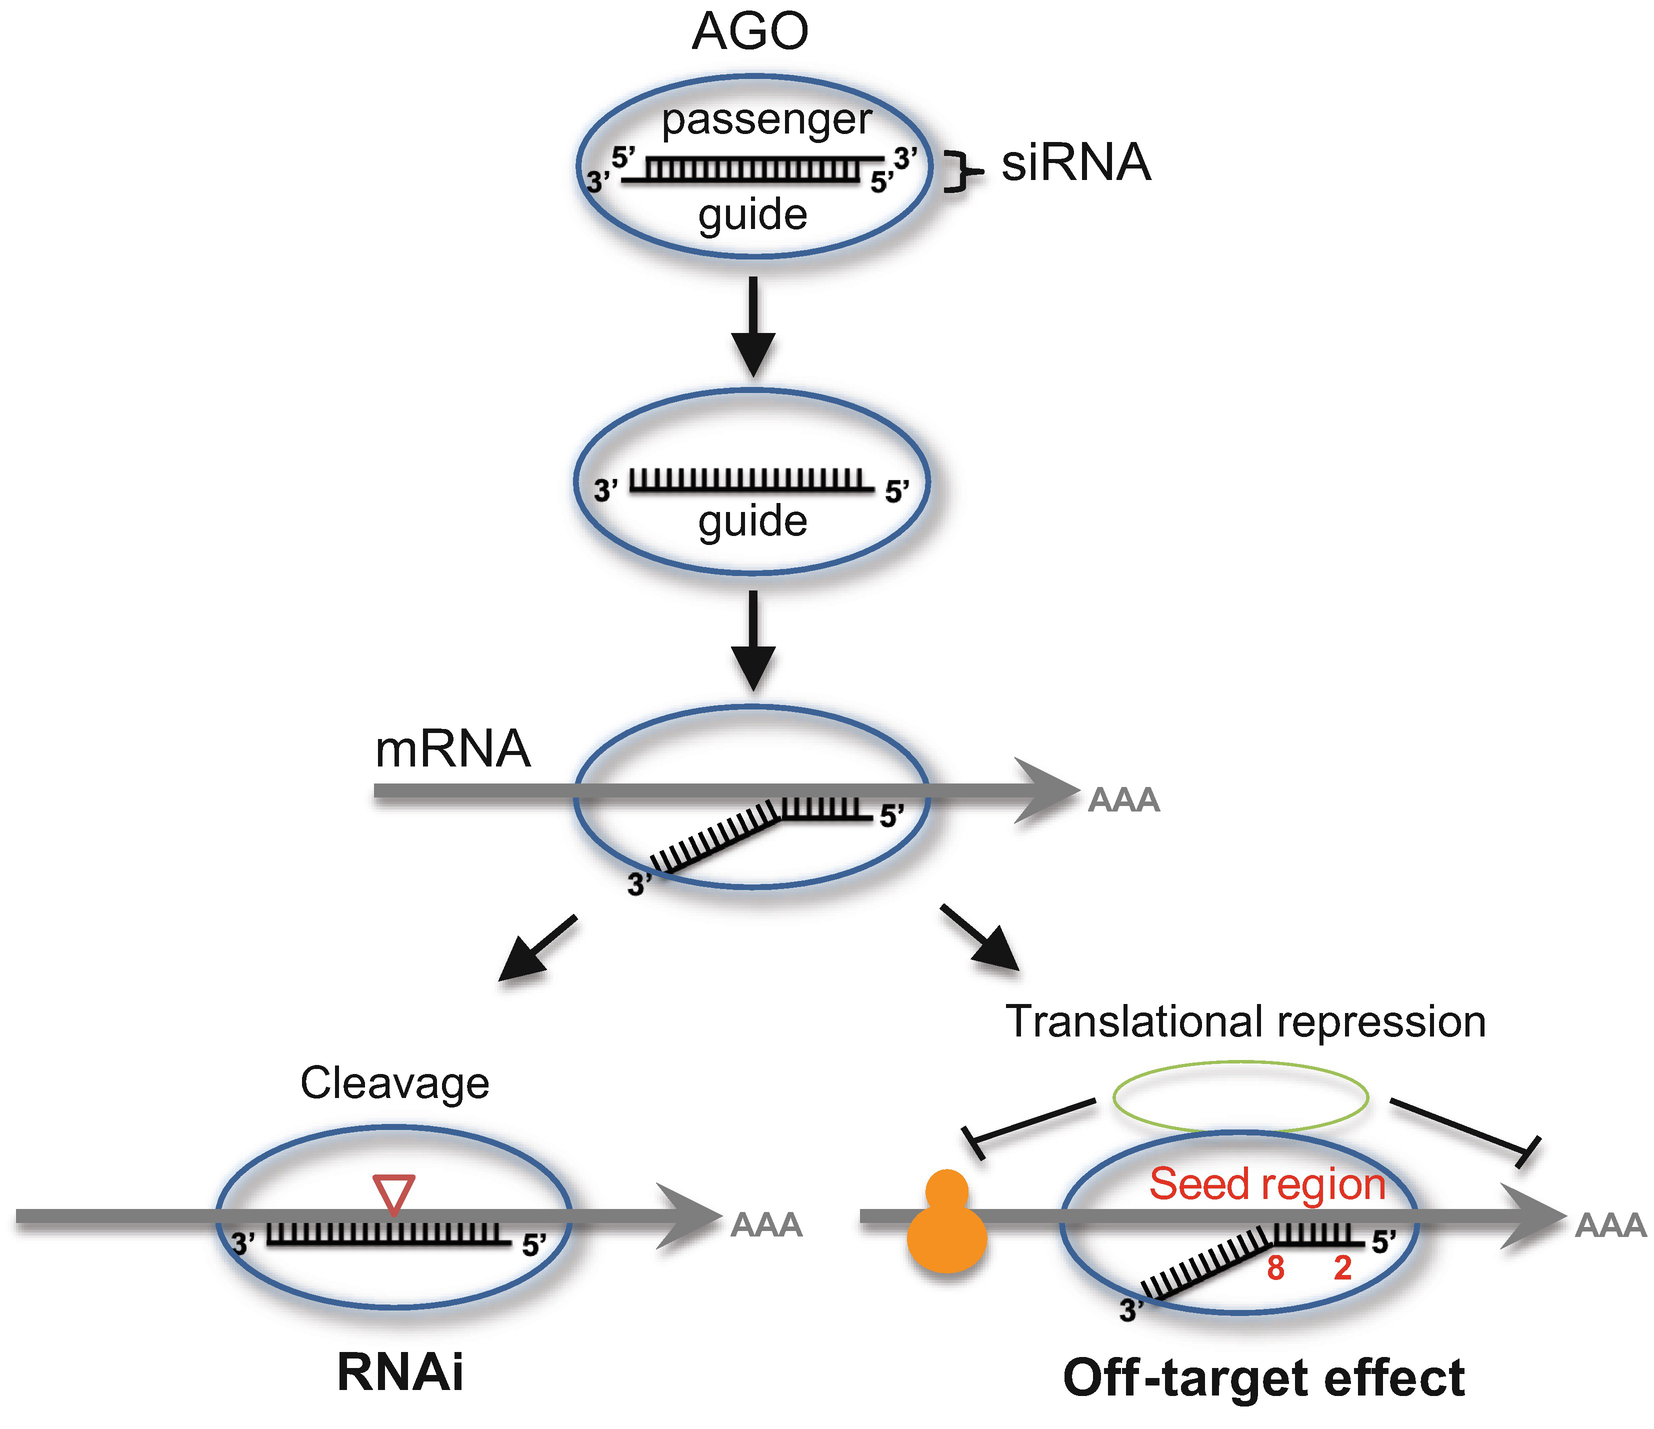 AGO
passenger
5’ 3’
siRNA
3’ 5’
guide
3’ 5’
guide
mRNA
AAA
5’
3’
Translational repression
Cleavage
Seed region
AAA
AAA
3’ 5’
5’
8 2
3’
RNAi
Off-target effect